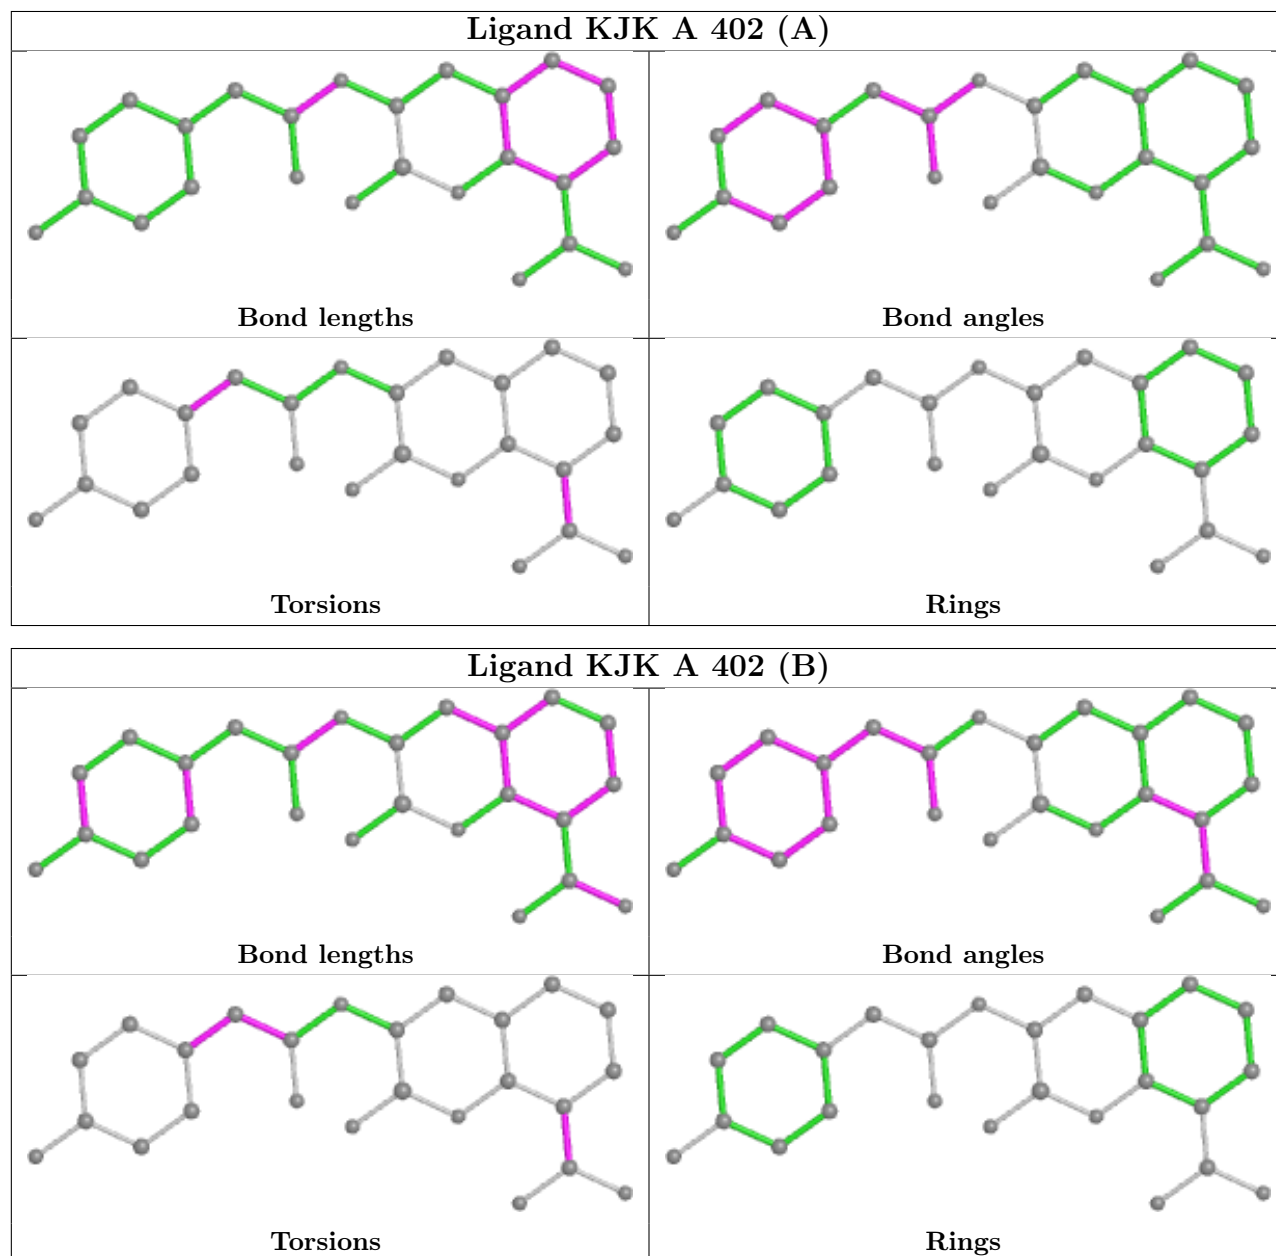 Ligand KJK A 402 (A)
Bond lengths
Bond angles
Torsions
Rings
Ligand KJK A 402 (B)
Bond lengths
Bond angles
Torsions
Rings